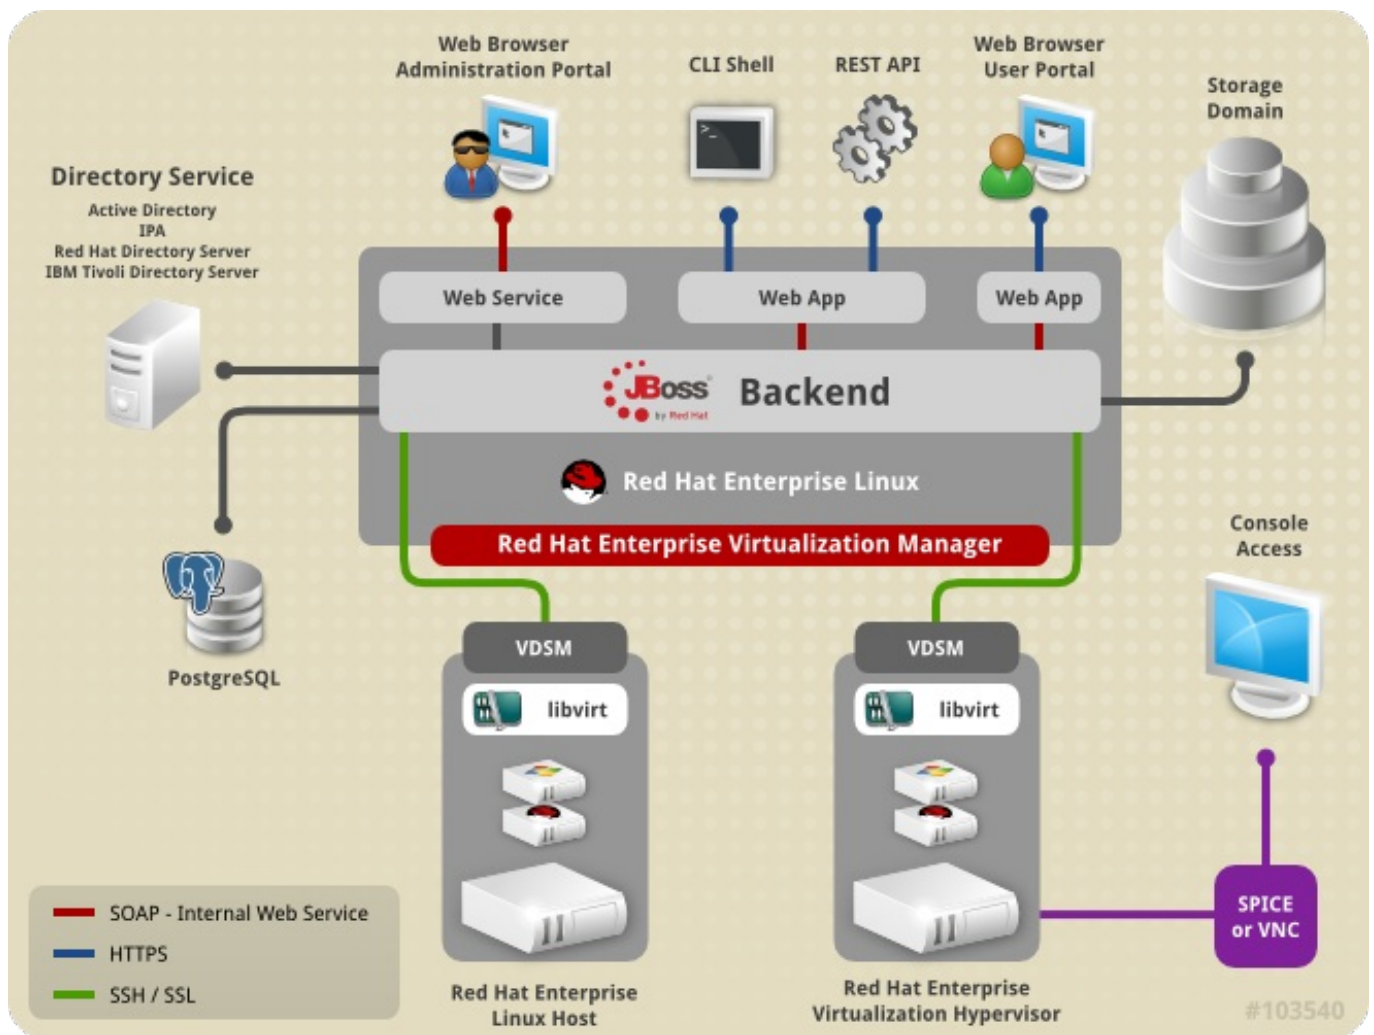 Web Browser
Administration Portal
CLI Shell
REST API
Web Browser
User Portal
Storage
Domain
Directory Service
Active Directory
IPA
Red Hat Directory Server
IBM Tivoli Directory Server
Web Service
Web App
Web App
JBoss
by Red Hat
Backend
Red Hat Enterprise Linux
Red Hat Enterprise Virtualization Manager
Console
Access
PostgreSQL
VDSM
libvirt
VDSM
libvirt
SPICE
or VNC
SOAP - Internal Web Service
HTTPS
SSH / SSL
Red Hat Enterprise
Linux Host
Red Hat Enterprise
Virtualization Hypervisor
#103540